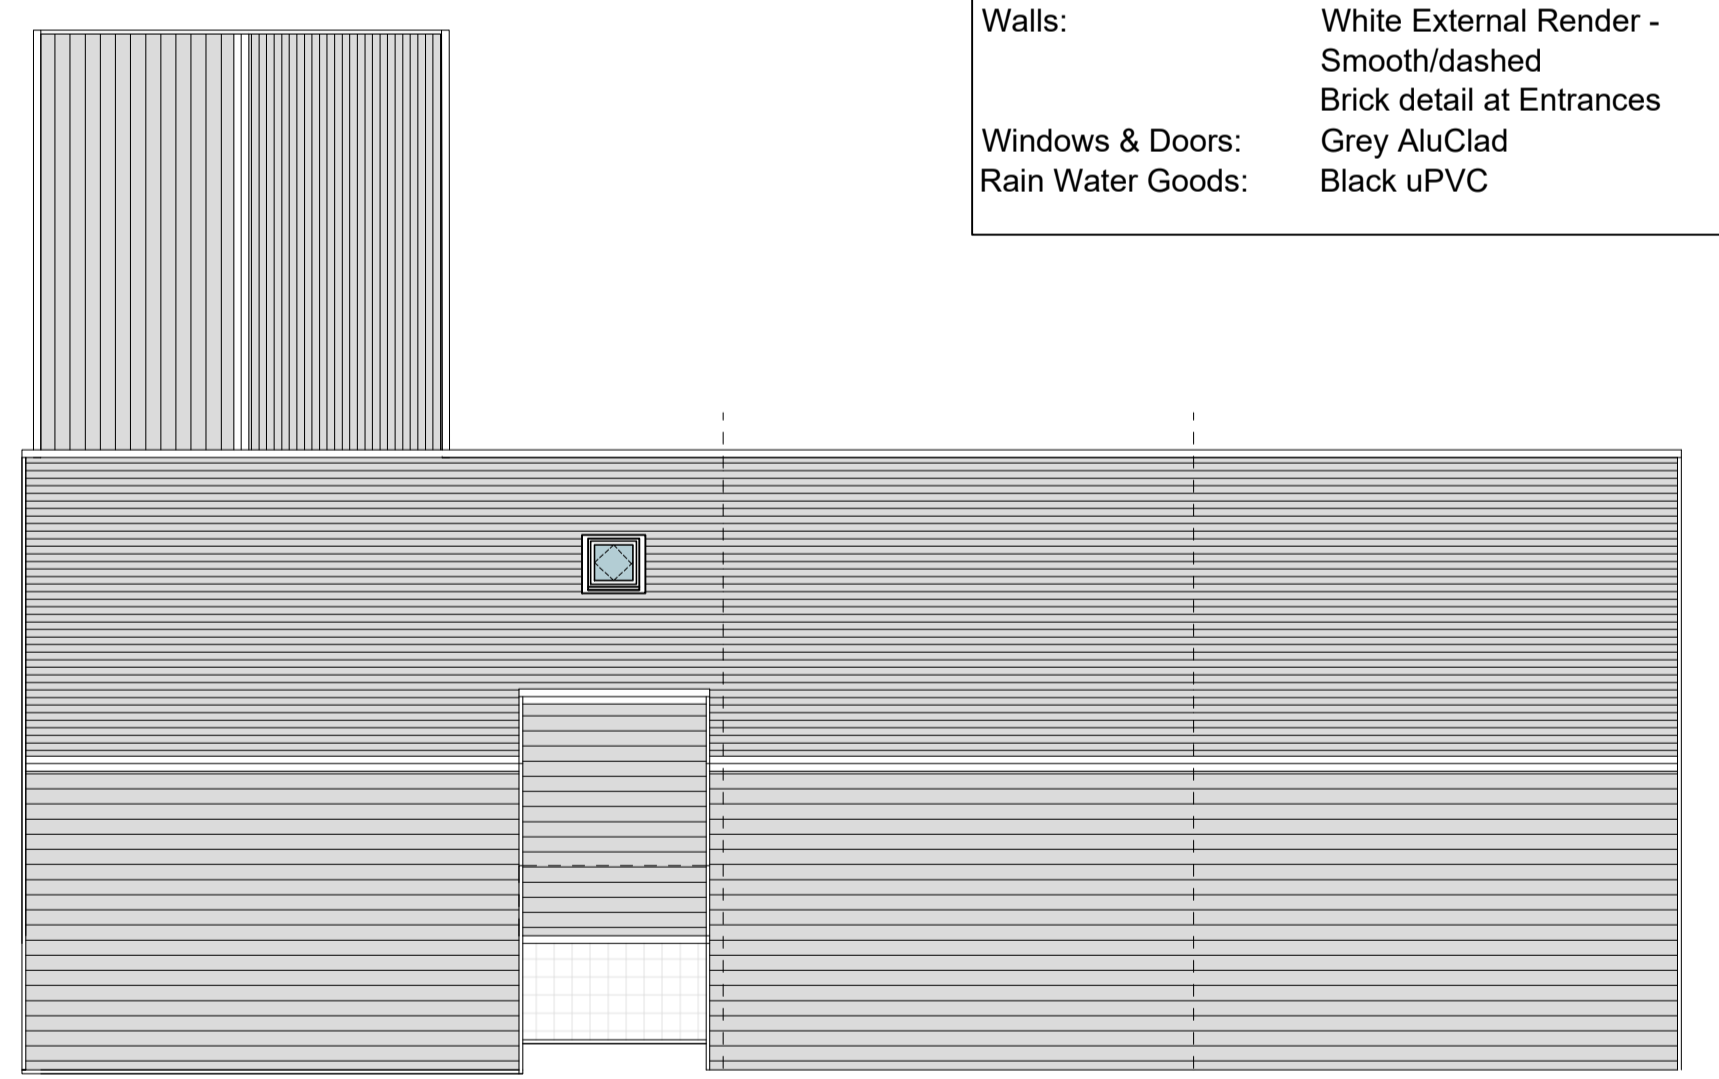 Walls: White External Render -
Smooth/dashed
Brick detail at Entrances
Windows & Doors: Grey AluClad
Rain Water Goods: Black uPVC